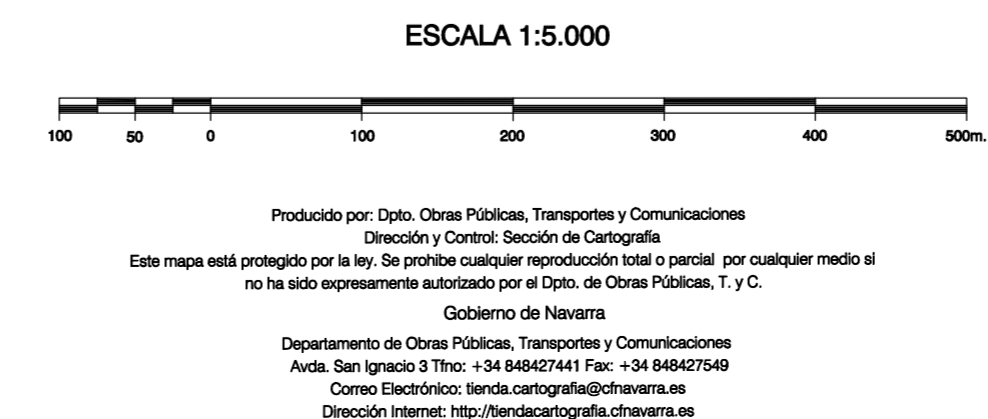 ESCALA 1:5.000
100 50 0 100 200 300 400 500m.
Producido por: Dpto. Obras Públicas, Transportes y Comunicaciones
Dirección y Control: Sección de Cartografía
Este mapa está protegido por la ley. Se prohibe cualquier reproducción total o parcial por cualquier medio si
no ha sido expresamente autorizado por el Dpto. de Obras Públicas, T. y C.
Gobierno de Navarra
Departamento de Obras Públicas, Transportes y Comunicaciones
Avda. San Ignacio 3 Tfno: +34 848427441 Fax: +34 848427549
Correo Electrónico: tienda.cartografia@cfnavarra.es
Dirección Internet: http://tiendacartografia.cfnavarra.es